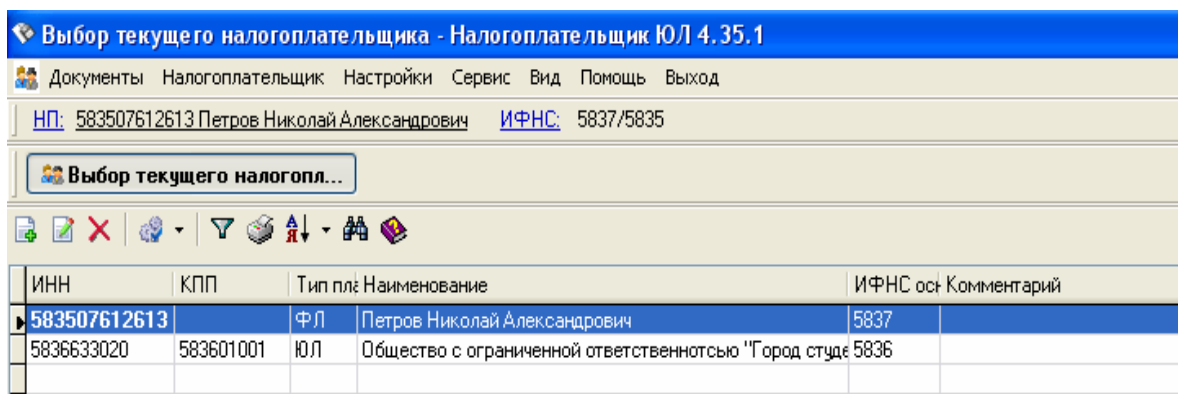 Выбор текущего налогоплательщика - Налогоплательщик ЮЛ 4.35.1
Документы Налогоплательщик Настройки Сервис Вид Помощь Выход
НП: 583507612613 Петров Николай Александрович ИФНС: 5837/5835
Выбор текущего налогопл...
ИНН КПП Тип пла Наименование ИФНС осн Комментарий
583507612613 ФЛ Петров Николай Александрович 5837
5836633020 583601001 ЮЛ Общество с ограниченной ответственнотсью "Город студе 5836